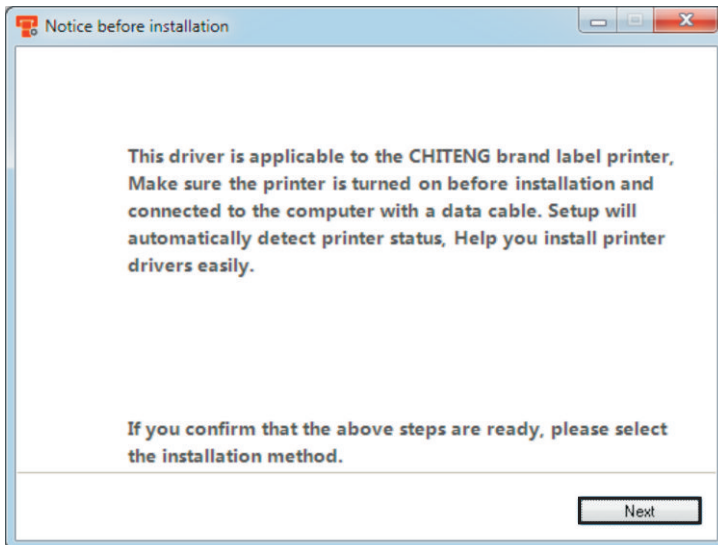 Notice before installation
This driver is applicable to the CHITENG brand label printer,
Make sure the printer is turned on before installation and
connected to the computer with a data cable. Setup will
automatically detect printer status, Help you install printer
drivers easily.
If you confirm that the above steps are ready, please select
the installation method.
Next